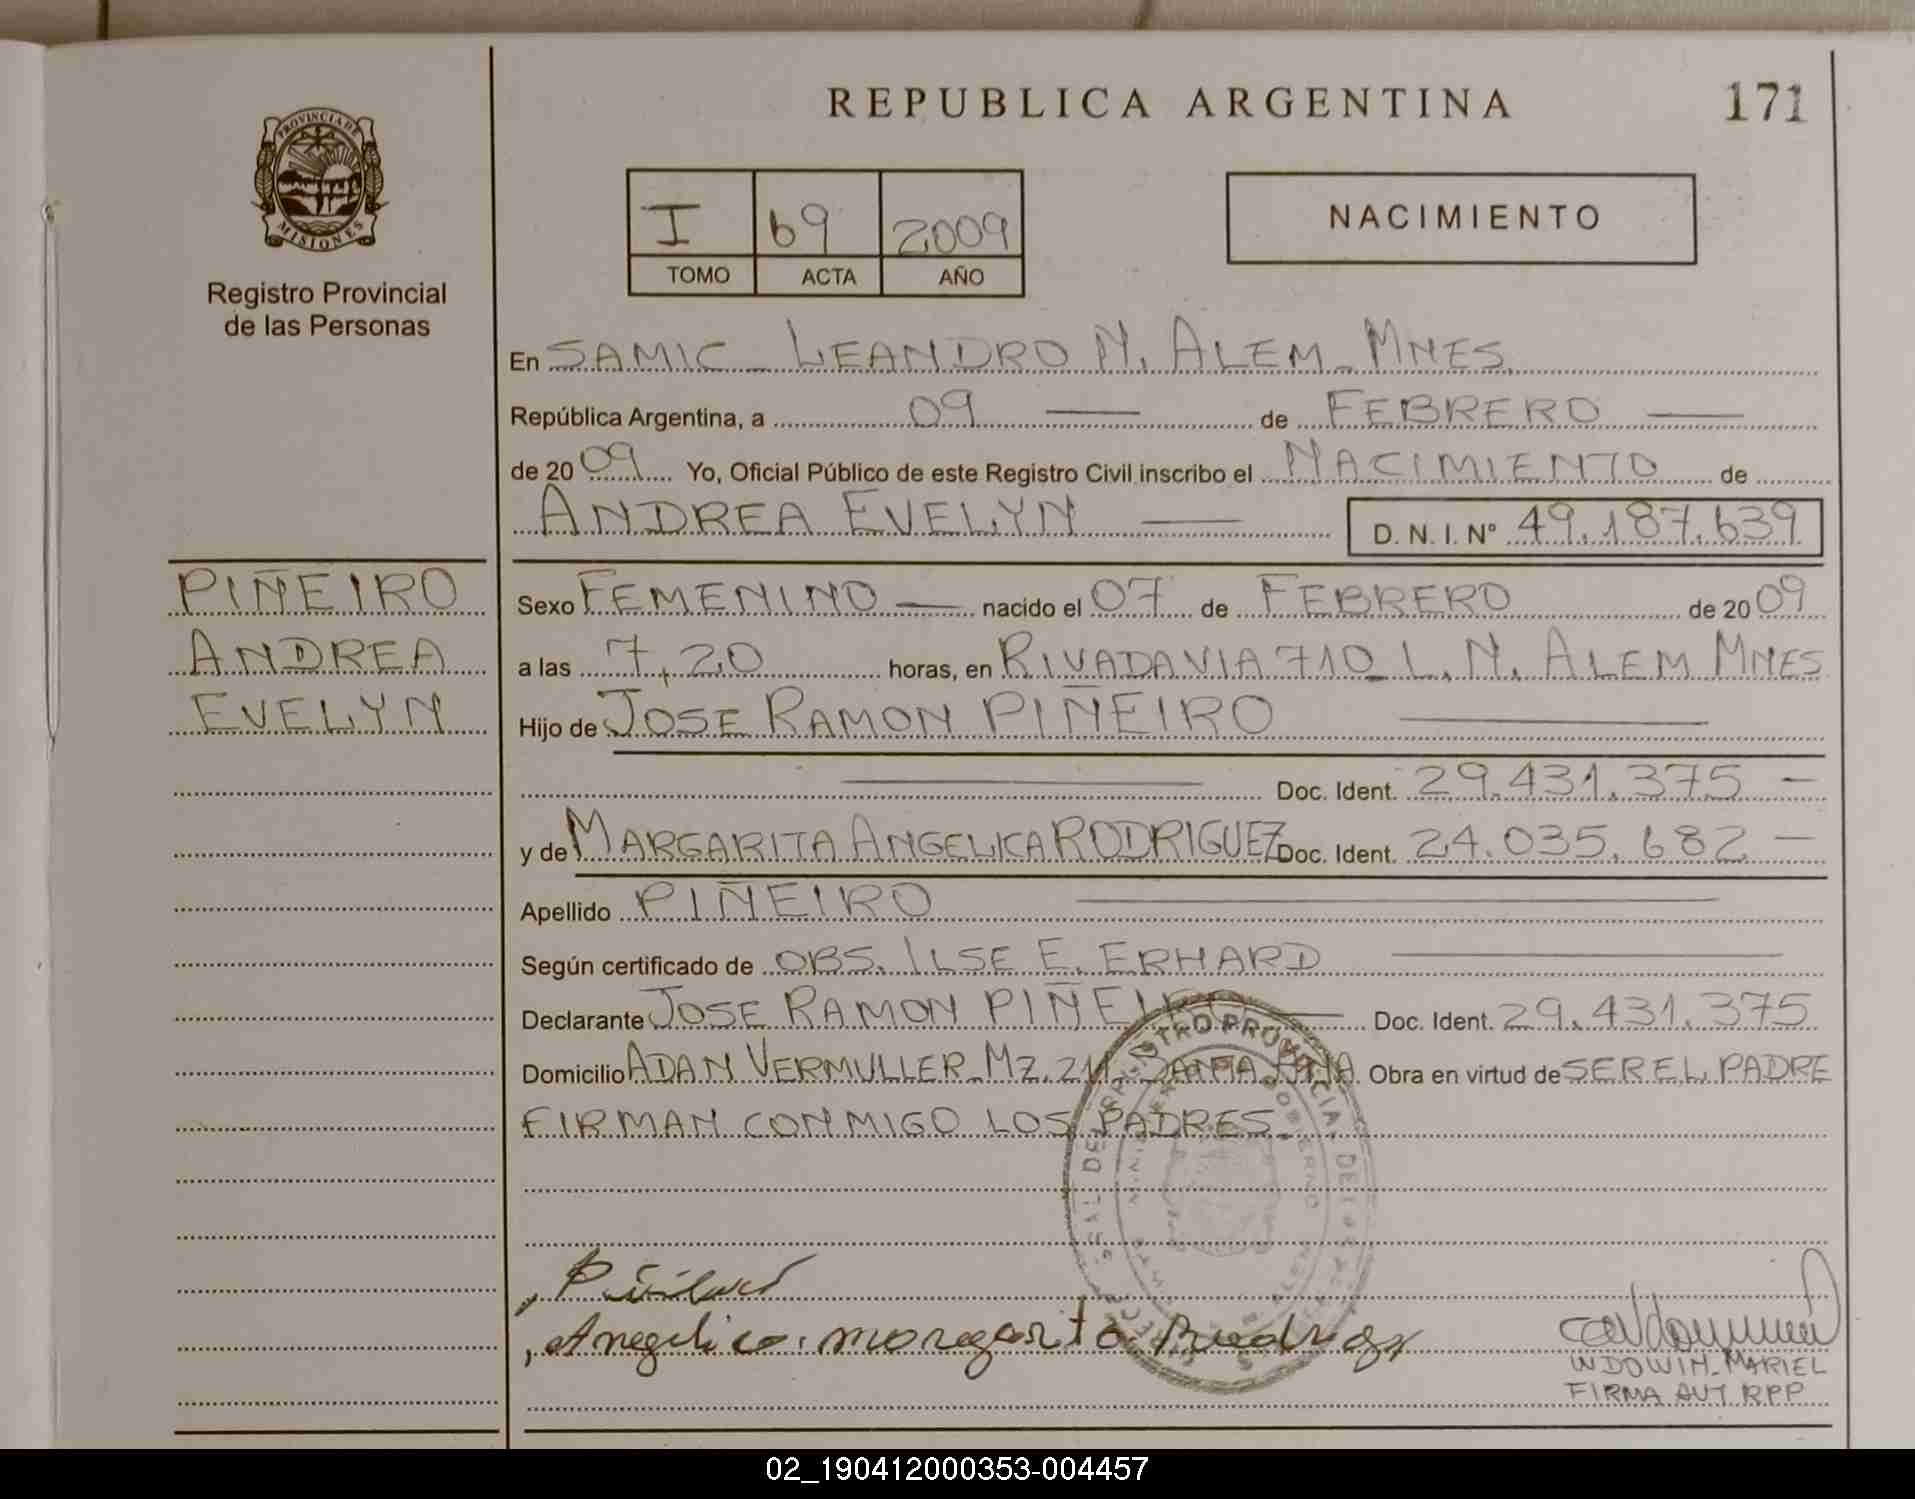 REPUBLICA ARGENTINA
171
PROVINCIA DE
MISIONES
Registro Provincial
de las Personas
I 69 2009
TOMO ACTA AÑO
NACIMIENTO
En SAMIC - LEANDRO N. ALEM - MNES.
República Argentina, a 09 — de FEBRERO —
de 2009 Yo, Oficial Público de este Registro Civil inscribo el NACIMIENTO de
ANDREA EVELYN — D. N. I. Nº 49.187.639
PIÑEIRO
ANDREA
EVELYN
Sexo FEMENINO — nacido el 07 de FEBRERO de 2009
a las 7,20 horas, en RIVADAVIA 710 - L. N. ALEM MNES
Hijo de JOSE RAMON PIÑEIRO —
— Doc. Ident. 29.431.375 —
y de MARGARITA ANGELICA RODRIGUEZ Doc. Ident. 24.035.682 —
Apellido PIÑEIRO —
Según certificado de OBS. ILSE E. ERHARD —
Declarante JOSE RAMON PIÑEIRO — Doc. Ident. 29.431.375
Domicilio ADAN VERMULLER - MZ. 211 SANTA ANA Obra en virtud de SER EL PADRE
FIRMAN CONMIGO LOS PADRES.
WDOWIN - MARIEL
FIRMA AUT RPP
02_190412000353-004457